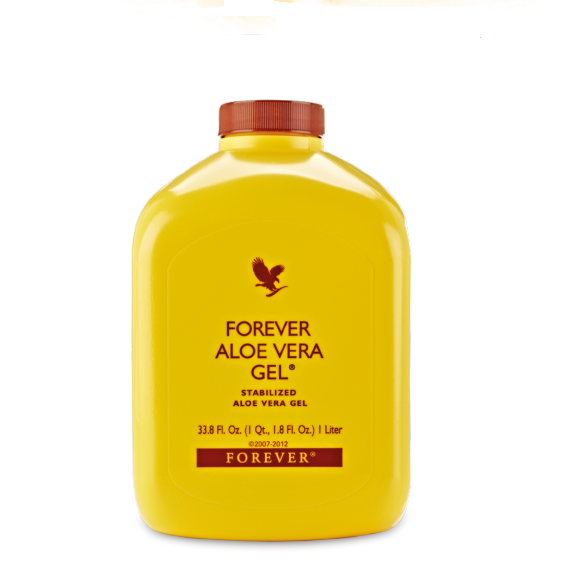 FOREVER
ALOE VERA
GEL®
STABILIZED
ALOE VERA GEL
33.8 Fl. Oz. (1 Qt., 1.8 Fl. Oz.) 1 Liter
©2007-2012
FOREVER®